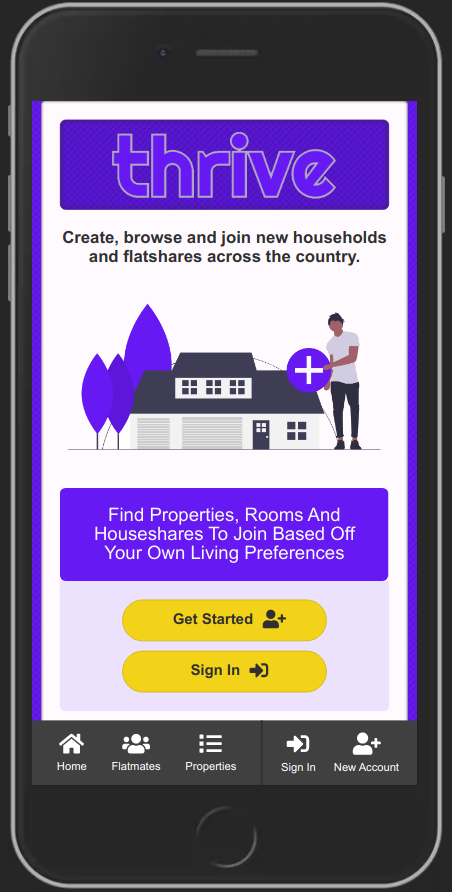 thrive
Create, browse and join new households
and flatshares across the country.
Find Properties, Rooms And
Houseshares To Join Based Off
Your Own Living Preferences
Get Started
Sign In
Home
Flatmates
Properties
Sign In
New Account